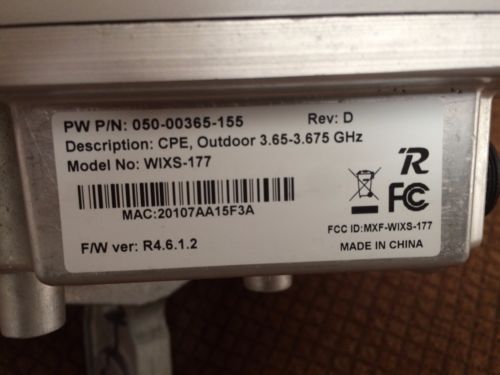 PW P/N: 050-00365-155 Rev: D
Description: CPE, Outdoor 3.65-3.675 GHz
Model No: WIXS-177
MAC:20107AA15F3A
F/W ver: R4.6.1.2
R
FC
FCC ID:MXF-WIXS-177
MADE IN CHINA